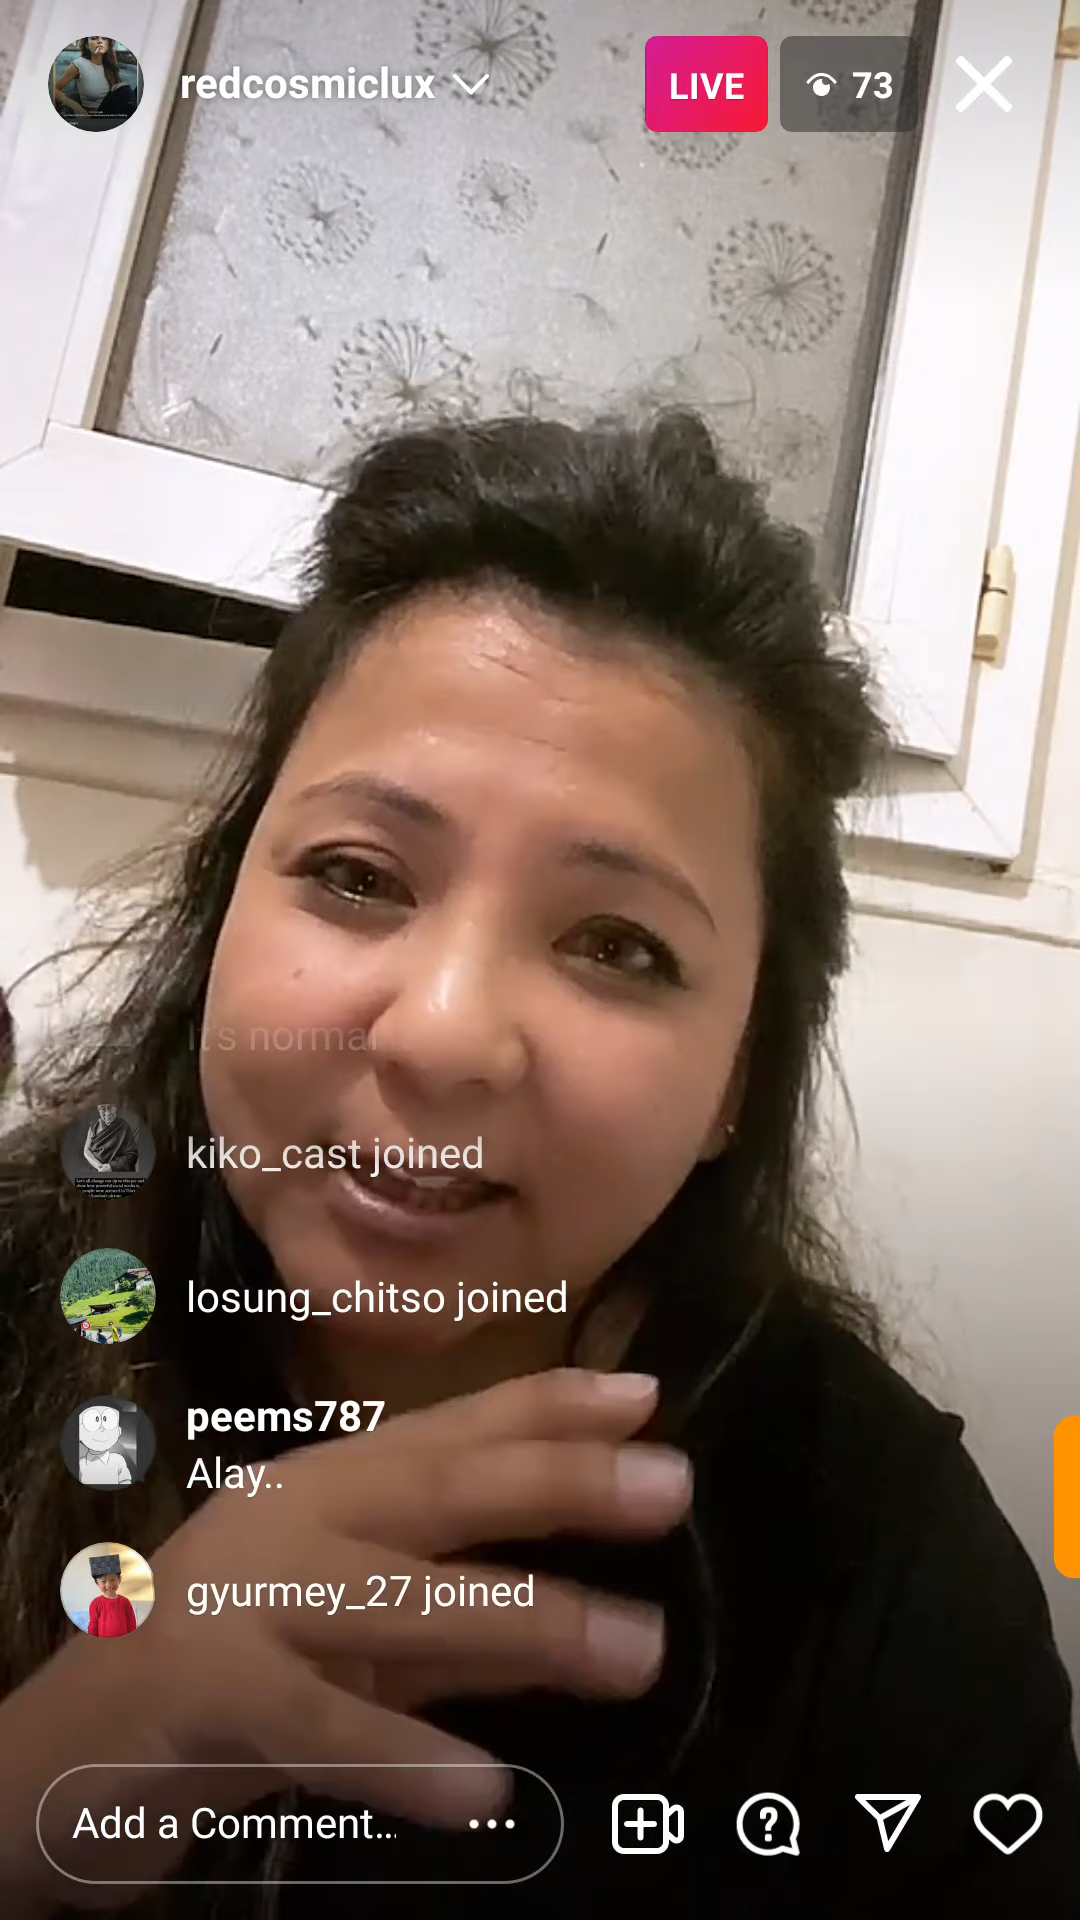 redcosmiclux
LIVE
73
It's normal
kiko_cast joined
losung_chitso joined
peems787
Alay..
gyurmey_27 joined
Add a Comment...